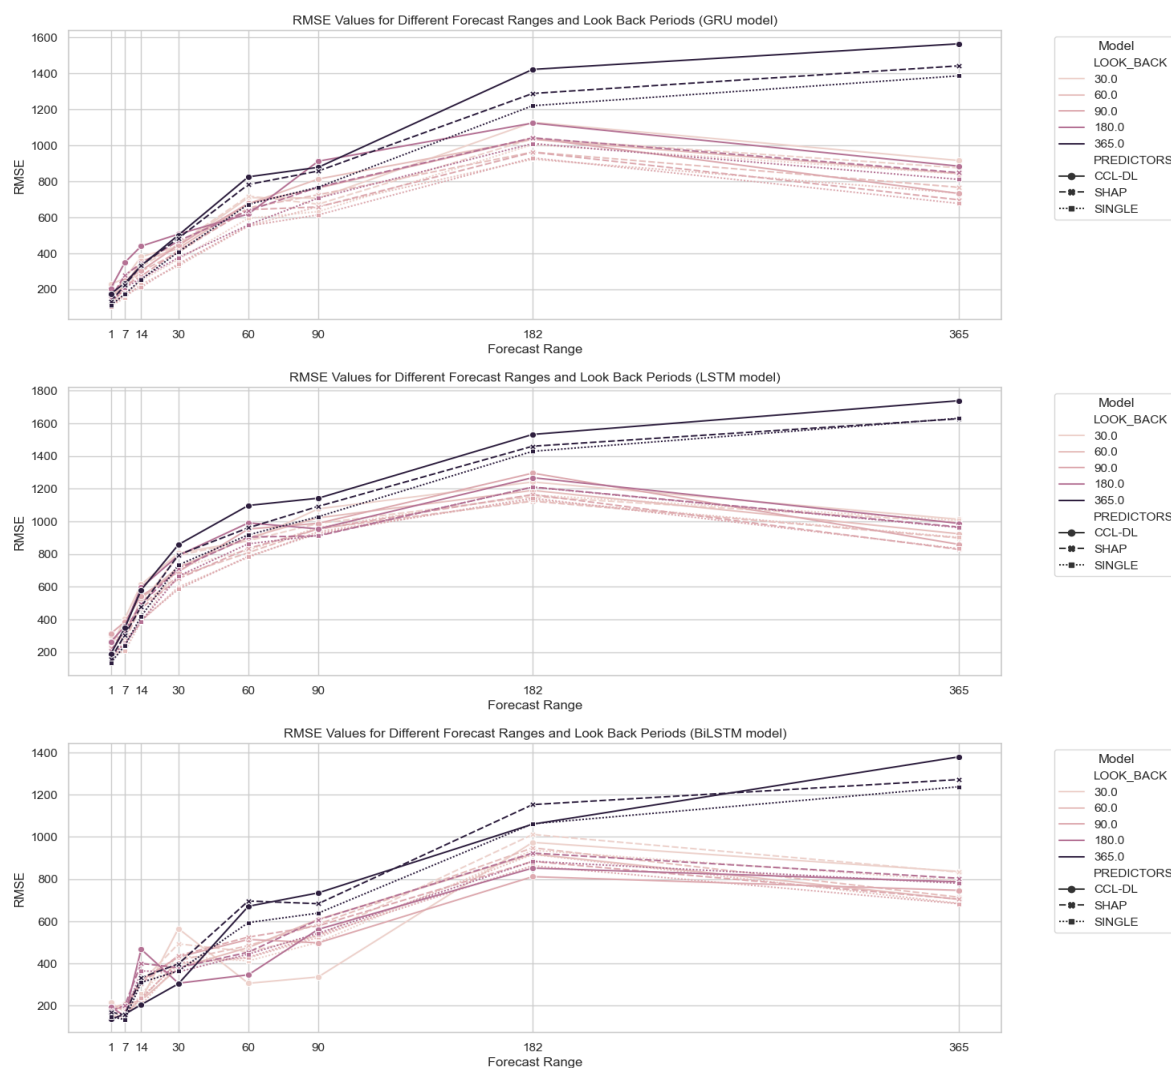 RMSE Values for Different Forecast Ranges and Look Back Periods (GRU model)
1600
1400
1200
1000
800
600
400
200
RMSE
1 7 14 30 60 90 182 365
Forecast Range
Model
LOOK_BACK
30.0
60.0
90.0
180.0
365.0
PREDICTORS
CCL-DL
SHAP
SINGLE
RMSE Values for Different Forecast Ranges and Look Back Periods (LSTM model)
1800
1600
1400
1200
1000
800
600
400
200
RMSE
1 7 14 30 60 90 182 365
Forecast Range
Model
LOOK_BACK
30.0
60.0
90.0
180.0
365.0
PREDICTORS
CCL-DL
SHAP
SINGLE
RMSE Values for Different Forecast Ranges and Look Back Periods (BiLSTM model)
1400
1200
1000
800
600
400
200
RMSE
1 7 14 30 60 90 182 365
Forecast Range
Model
LOOK_BACK
30.0
60.0
90.0
180.0
365.0
PREDICTORS
CCL-DL
SHAP
SINGLE